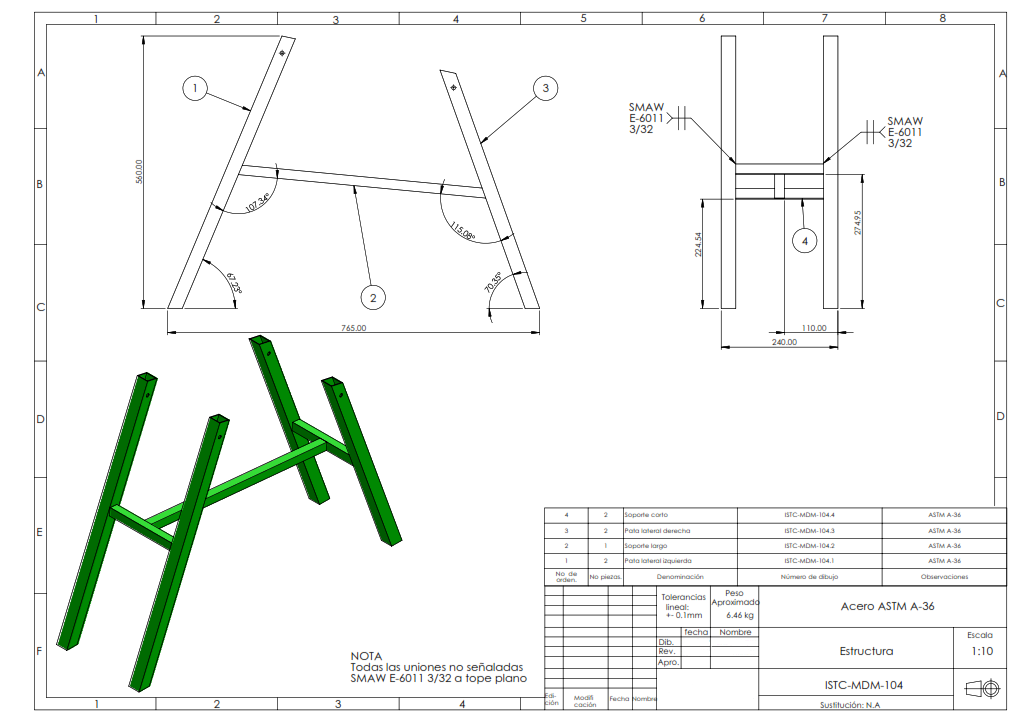 1 2 3 4 5 6 7 8
A A
B B
C C
D D
E E
F F
1 2 3 4
1
3
2
4
560.00
107.34°
115.08°
67.23°
70.35°
765.00
SMAW
E-6011
3/32
SMAW
E-6011
3/32
224.54
274.95
110.00
240.00
NOTA
Todas las uniones no señaladas
SMAW E-6011 3/32 a tope plano
4 2 Soporte corto ISTC-MDM-104.4 ASTM A-36
3 2 Pata lateral derecha ISTC-MDM-104.3 ASTM A-36
2 1 Soporte largo ISTC-MDM-104.2 ASTM A-36
1 2 Pata lateral izquierda ISTC-MDM-104.1 ASTM A-36
No de orden. No piezas. Denominación Número de dibujo Observaciones
Tolerancias
lineal:
+- 0.1mm
Peso
Aproximado
6.46 kg
Acero ASTM A-36
fecha Nombre
Dib.
Rev.
Apro.
Estructura
Escala
1:10
ISTC-MDM-104
Edi-
ción
Modifi
cación
Fecha Nombre
Sustitución: N.A